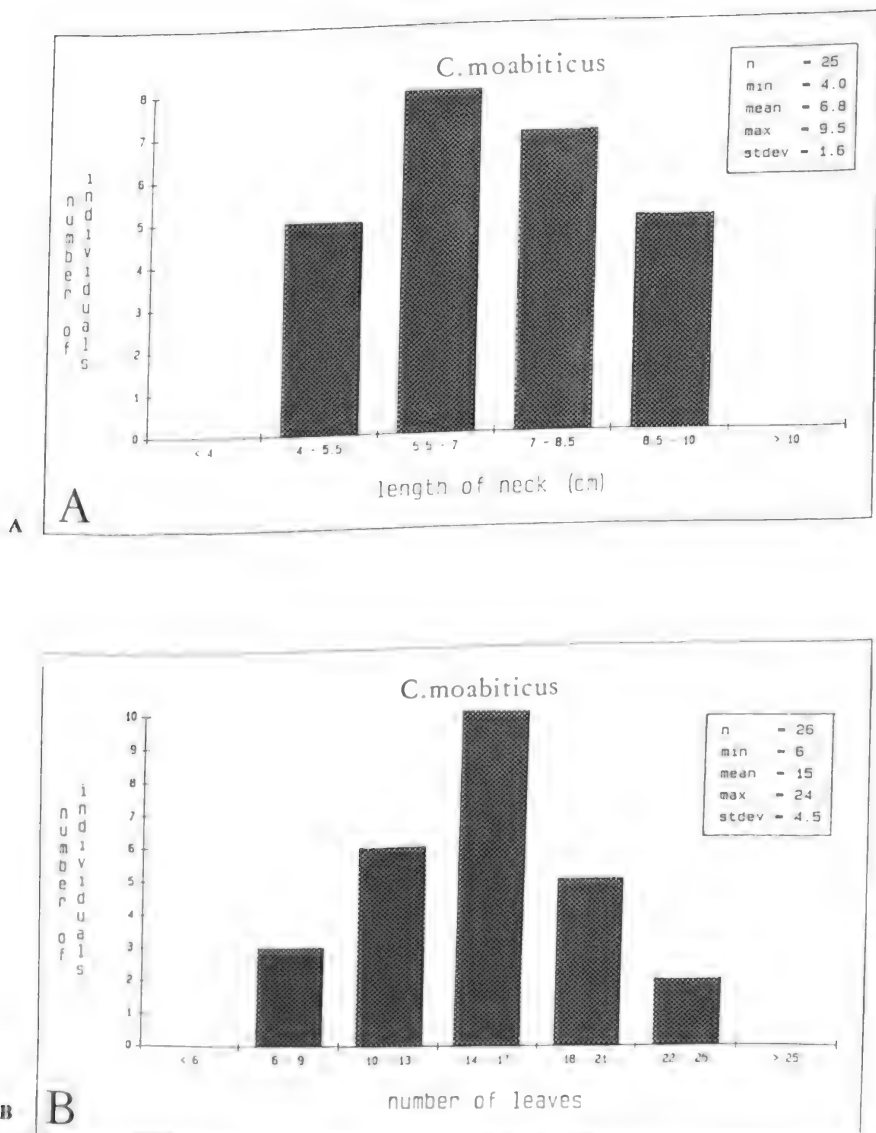 C.moabiticus
n = 25
min = 4.0
mean = 6.8
max = 9.5
stdev = 1.6
8
7
6
5
4
3
2
1
0
number of
individuals
< 4
4 - 5.5
5.5 - 7
7 - 8.5
8.5 - 10
> 10
length of neck (cm)
A
A
C.moabiticus
n = 26
min = 6
mean = 15
max = 24
stdev = 4.5
10
9
8
7
6
5
4
3
2
1
0
number of
individuals
< 6
6 - 9
10 13
14 - 17
18 21
22 25
> 25
number of leaves
B
B